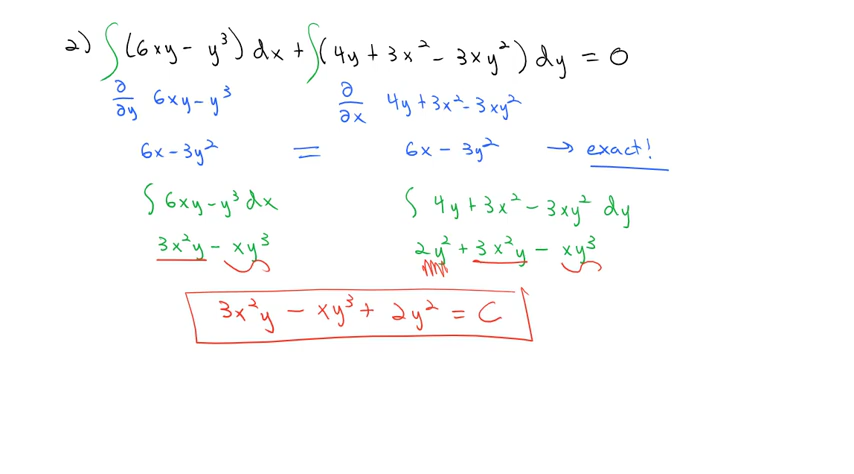 2) ∫(6xy − y³) dx + ∫(4y + 3x² − 3xy²) dy = 0
∂/∂y 6xy − y³ ∂/∂x 4y + 3x² − 3xy²
6x − 3y² = 6x − 3y² → exact!
∫ 6xy − y³ dx ∫ 4y + 3x² − 3xy² dy
3x²y − xy³ 2y² + 3x²y − xy³
3x²y − xy³ + 2y² = C